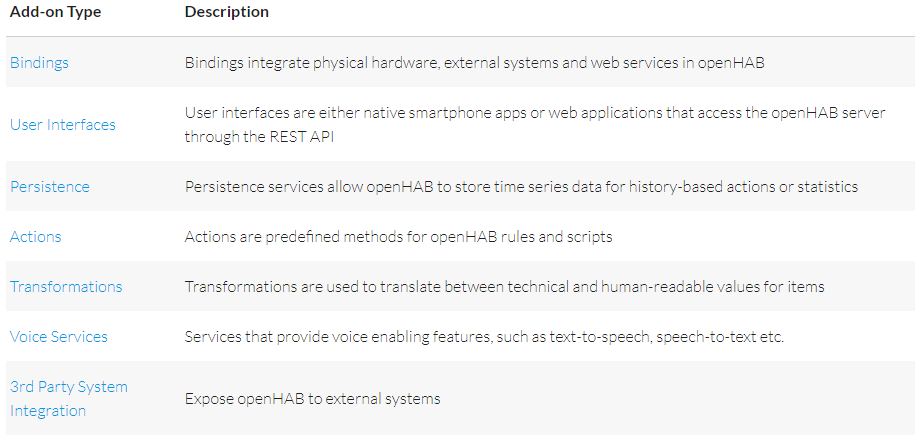 Add-on Type Description
Bindings Bindings integrate physical hardware, external systems and web services in openHAB
User Interfaces User interfaces are either native smartphone apps or web applications that access the openHAB server
through the REST API
Persistence Persistence services allow openHAB to store time series data for history-based actions or statistics
Actions Actions are predefined methods for openHAB rules and scripts
Transformations Transformations are used to translate between technical and human-readable values for items
Voice Services Services that provide voice enabling features, such as text-to-speech, speech-to-text etc.
3rd Party System
Integration
Expose openHAB to external systems